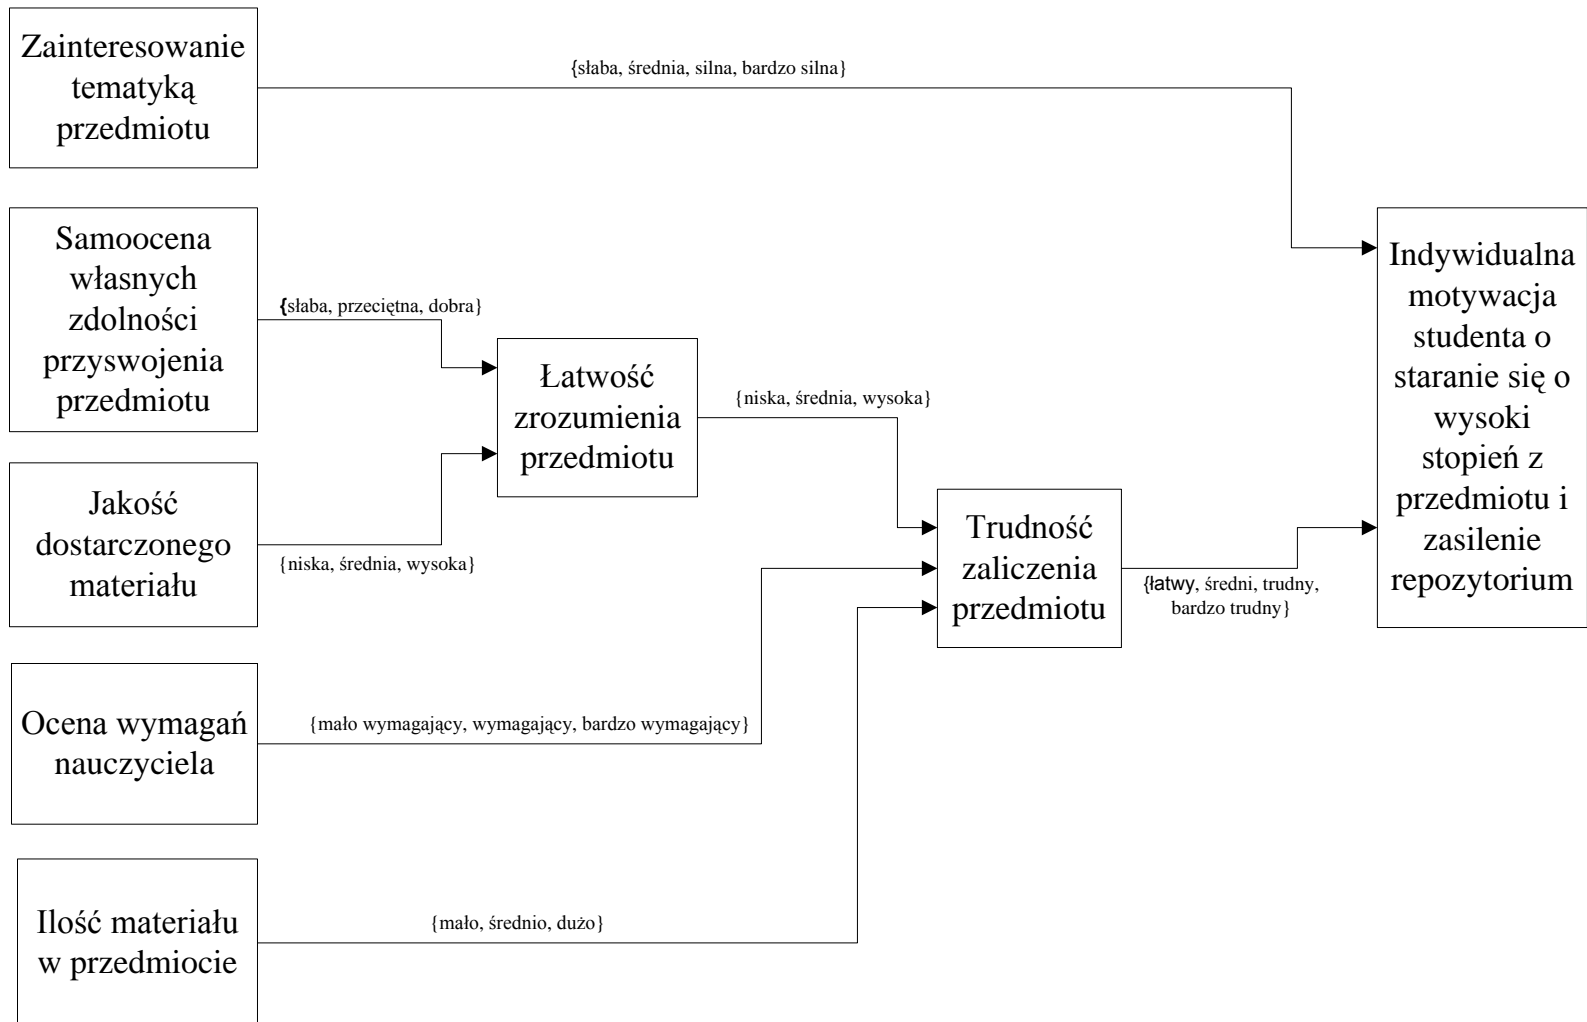 Zainteresowanie
tematyką
przedmiotu
{słaba, średnia, silna, bardzo silna}
Samoocena
własnych
zdolności
przyswojenia
przedmiotu
{słaba, przeciętna, dobra}
Jakość
dostarczonego
materiału
{niska, średnia, wysoka}
Łatwość
zrozumienia
przedmiotu
{niska, średnia, wysoka}
Ocena wymagań
nauczyciela
{mało wymagający, wymagający, bardzo wymagający}
Ilość materiału
w przedmiocie
{mało, średnio, dużo}
Trudność
zaliczenia
przedmiotu
{łatwy, średni, trudny,
bardzo trudny}
Indywidualna
motywacja
studenta o
staranie się o
wysoki
stopień z
przedmiotu i
zasilenie
repozytorium